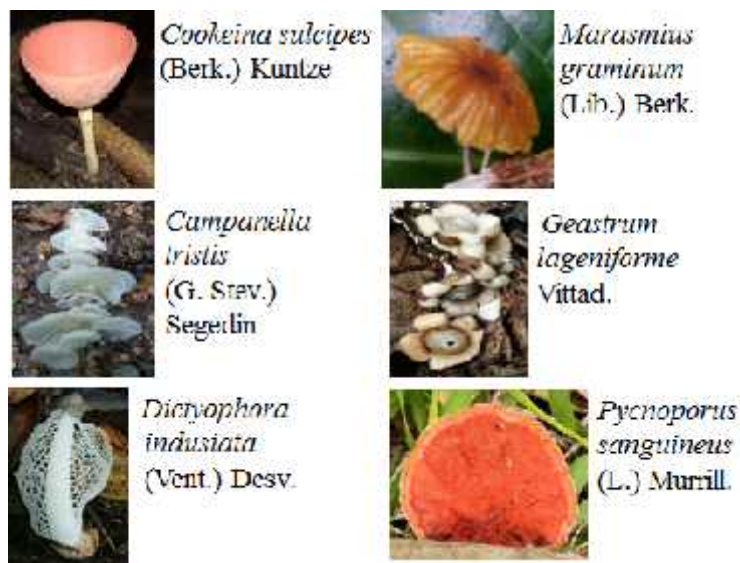 Cookeina sulcipes
(Berk.) Kuntze
Marasmius
graminum
(Lib.) Berk.
Campanella
tristis
(G. Stev.)
Segedin
Geastrum
lageniforme
Vittad.
Dictyophora
indusiata
(Vent.) Desv.
Pycnoporus
sanguineus
(L.) Murrill.